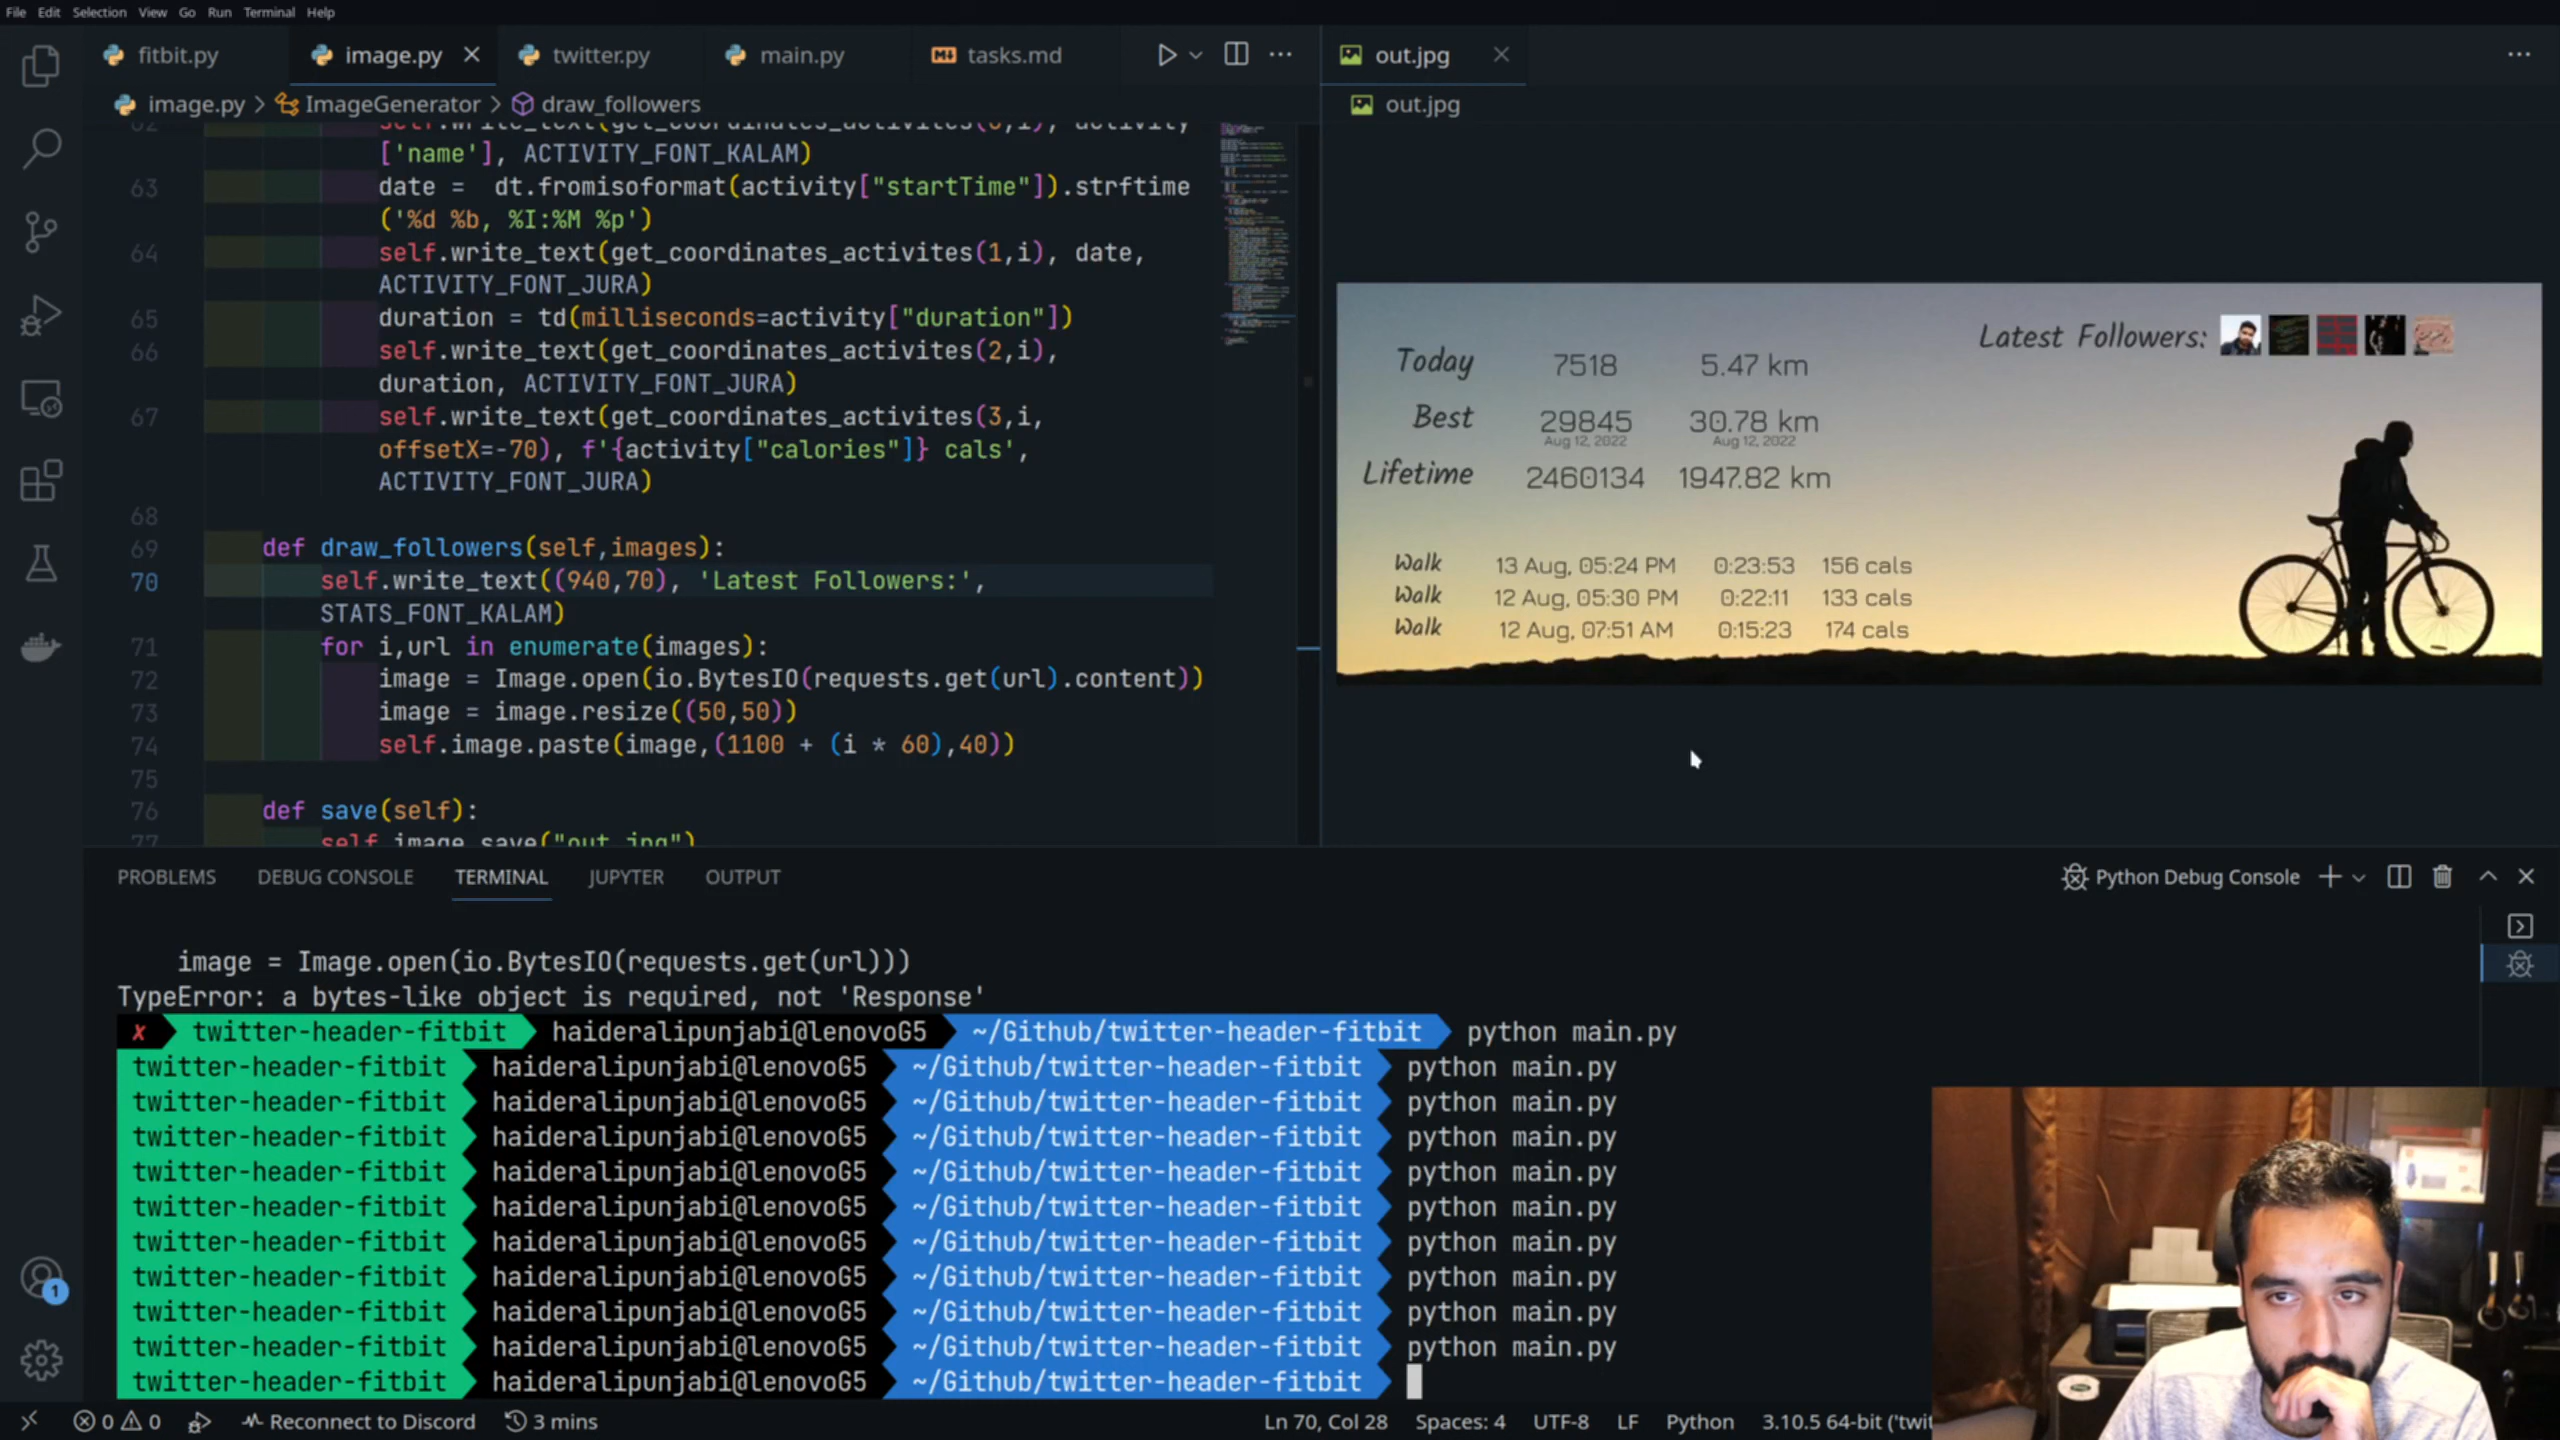 File Edit Selection View Go Run Terminal Help
fitbit.py image.py twitter.py main.py tasks.md
image.py > ImageGenerator > draw_followers
62 self.write_text(get_coordinates_activites(0,i), activity
['name'], ACTIVITY_FONT_KALAM)
63 date =  dt.fromisoformat(activity["startTime"]).strftime
('%d %b, %I:%M %p')
64 self.write_text(get_coordinates_activites(1,i), date,
ACTIVITY_FONT_JURA)
65 duration = td(milliseconds=activity["duration"])
66 self.write_text(get_coordinates_activites(2,i),
duration, ACTIVITY_FONT_JURA)
67 self.write_text(get_coordinates_activites(3,i,
offsetX=-70), f'{activity["calories"]} cals',
ACTIVITY_FONT_JURA)
68
69 def draw_followers(self,images):
70 self.write_text((940,70), 'Latest Followers:',
STATS_FONT_KALAM)
71 for i,url in enumerate(images):
72 image = Image.open(io.BytesIO(requests.get(url).content))
73 image = image.resize((50,50))
74 self.image.paste(image,(1100 + (i * 60),40))
75
76 def save(self):
77 self.image.save("out.jpg")
out.jpg
out.jpg
Latest Followers:
Today 7518 5.47 km
Best 29845 30.78 km
Aug 12, 2022 Aug 12, 2022
Lifetime 2460134 1947.82 km
Walk 13 Aug, 05:24 PM 0:23:53 156 cals
Walk 12 Aug, 05:30 PM 0:22:11 133 cals
Walk 12 Aug, 07:51 AM 0:15:23 174 cals
PROBLEMS DEBUG CONSOLE TERMINAL JUPYTER OUTPUT Python Debug Console
image = Image.open(io.BytesIO(requests.get(url)))
TypeError: a bytes-like object is required, not 'Response'
✗ twitter-header-fitbit haideralipunjabi@lenovoG5 ~/Github/twitter-header-fitbit python main.py
twitter-header-fitbit haideralipunjabi@lenovoG5 ~/Github/twitter-header-fitbit python main.py
twitter-header-fitbit haideralipunjabi@lenovoG5 ~/Github/twitter-header-fitbit python main.py
twitter-header-fitbit haideralipunjabi@lenovoG5 ~/Github/twitter-header-fitbit python main.py
twitter-header-fitbit haideralipunjabi@lenovoG5 ~/Github/twitter-header-fitbit python main.py
twitter-header-fitbit haideralipunjabi@lenovoG5 ~/Github/twitter-header-fitbit python main.py
twitter-header-fitbit haideralipunjabi@lenovoG5 ~/Github/twitter-header-fitbit python main.py
twitter-header-fitbit haideralipunjabi@lenovoG5 ~/Github/twitter-header-fitbit python main.py
twitter-header-fitbit haideralipunjabi@lenovoG5 ~/Github/twitter-header-fitbit python main.py
twitter-header-fitbit haideralipunjabi@lenovoG5 ~/Github/twitter-header-fitbit python main.py
twitter-header-fitbit haideralipunjabi@lenovoG5 ~/Github/twitter-header-fitbit
1
0 0 Reconnect to Discord 3 mins Ln 70, Col 28 Spaces: 4 UTF-8 LF Python 3.10.5 64-bit ('twit